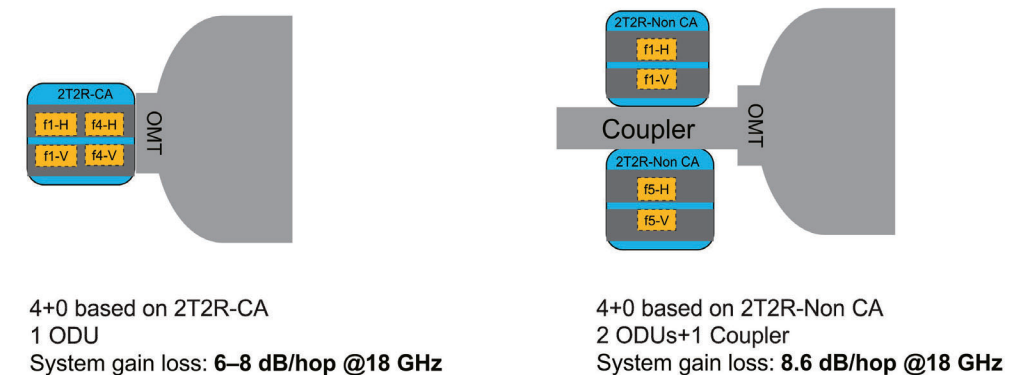 2T2R-CA
f1-H f4-H
f1-V f4-V
OMT
4+0 based on 2T2R-CA
1 ODU
System gain loss: 6–8 dB/hop @18 GHz
2T2R-Non CA
f1-H
f1-V
Coupler
OMT
2T2R-Non CA
f5-H
f5-V
4+0 based on 2T2R-Non CA
2 ODUs+1 Coupler
System gain loss: 8.6 dB/hop @18 GHz